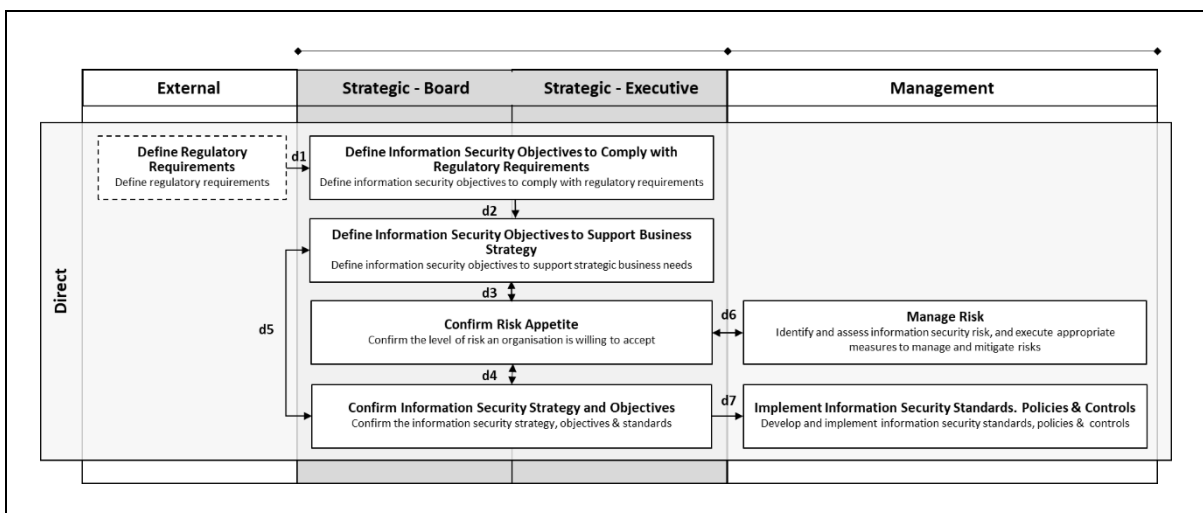 External
Strategic - Board
Strategic - Executive
Management
Direct
Define Regulatory
Requirements
Define regulatory requirements
d1
Define Information Security Objectives to Comply with
Regulatory Requirements
Define information security objectives to comply with regulatory requirements
d2
Define Information Security Objectives to Support Business
Strategy
Define information security objectives to support strategic business needs
d3
d5
Confirm Risk Appetite
Confirm the level of risk an organisation is willing to accept
d6
Manage Risk
Identify and assess information security risk, and execute appropriate
measures to manage and mitigate risks
d4
Confirm Information Security Strategy and Objectives
Confirm the information security strategy, objectives & standards
d7
Implement Information Security Standards. Policies & Controls
Develop and implement information security standards, policies & controls